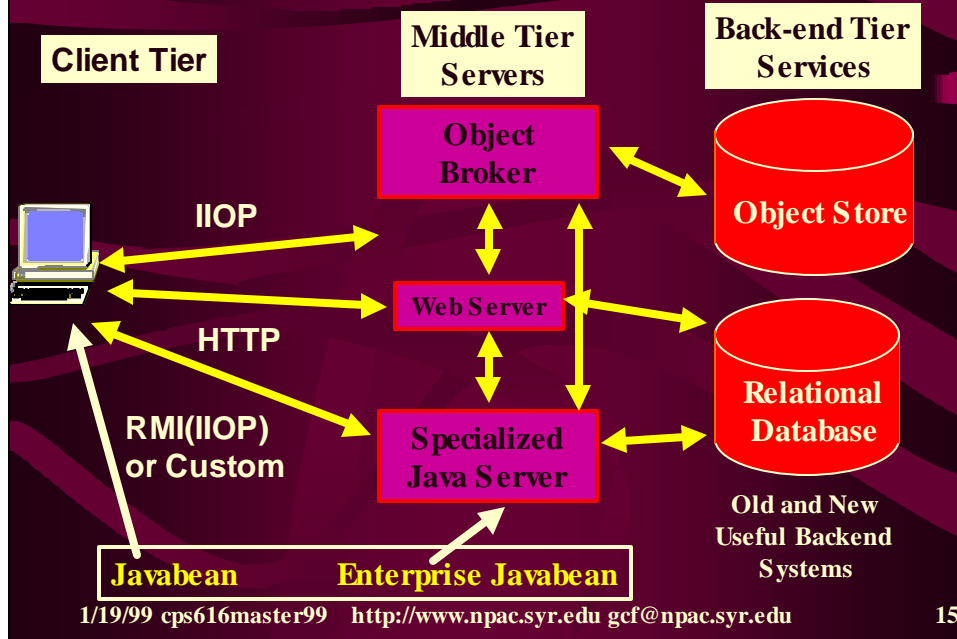 Client Tier
Middle Tier
Servers
Back-end Tier
Services
Object
Broker
Object Store
IIOP
Web Server
HTTP
RMI(IIOP)
or Custom
Specialized
Java Server
Relational
Database
Old and New
Useful Backend
Systems
Javabean
Enterprise Javabean
1/19/99 cps616master99 http://www.npac.syr.edu gcf@npac.syr.edu 15